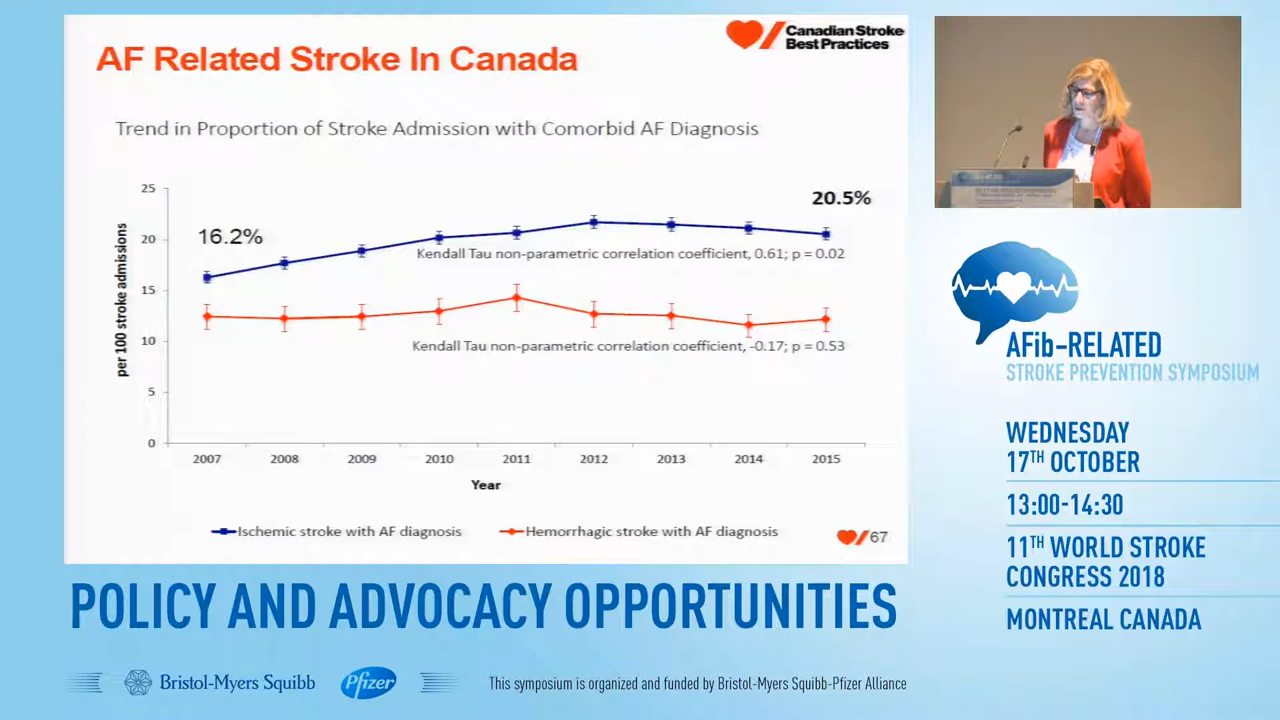 AF Related Stroke In Canada
Canadian Stroke
Best Practices
Trend in Proportion of Stroke Admission with Comorbid AF Diagnosis
per 100 stroke admissions
25
20
15
10
5
0
16.2%
20.5%
Kendall Tau non-parametric correlation coefficient, 0.61; p = 0.02
Kendall Tau non-parametric correlation coefficient, -0.17; p = 0.53
2007 2008 2009 2010 2011 2012 2013 2014 2015
Year
Ischemic stroke with AF diagnosis Hemorrhagic stroke with AF diagnosis
67
AFib-RELATED
STROKE PREVENTION SYMPOSIUM
WEDNESDAY
17TH OCTOBER
13:00-14:30
11TH WORLD STROKE
CONGRESS 2018
MONTREAL CANADA
POLICY AND ADVOCACY OPPORTUNITIES
Bristol-Myers Squibb
Pfizer
This symposium is organized and funded by Bristol-Myers Squibb-Pfizer Alliance